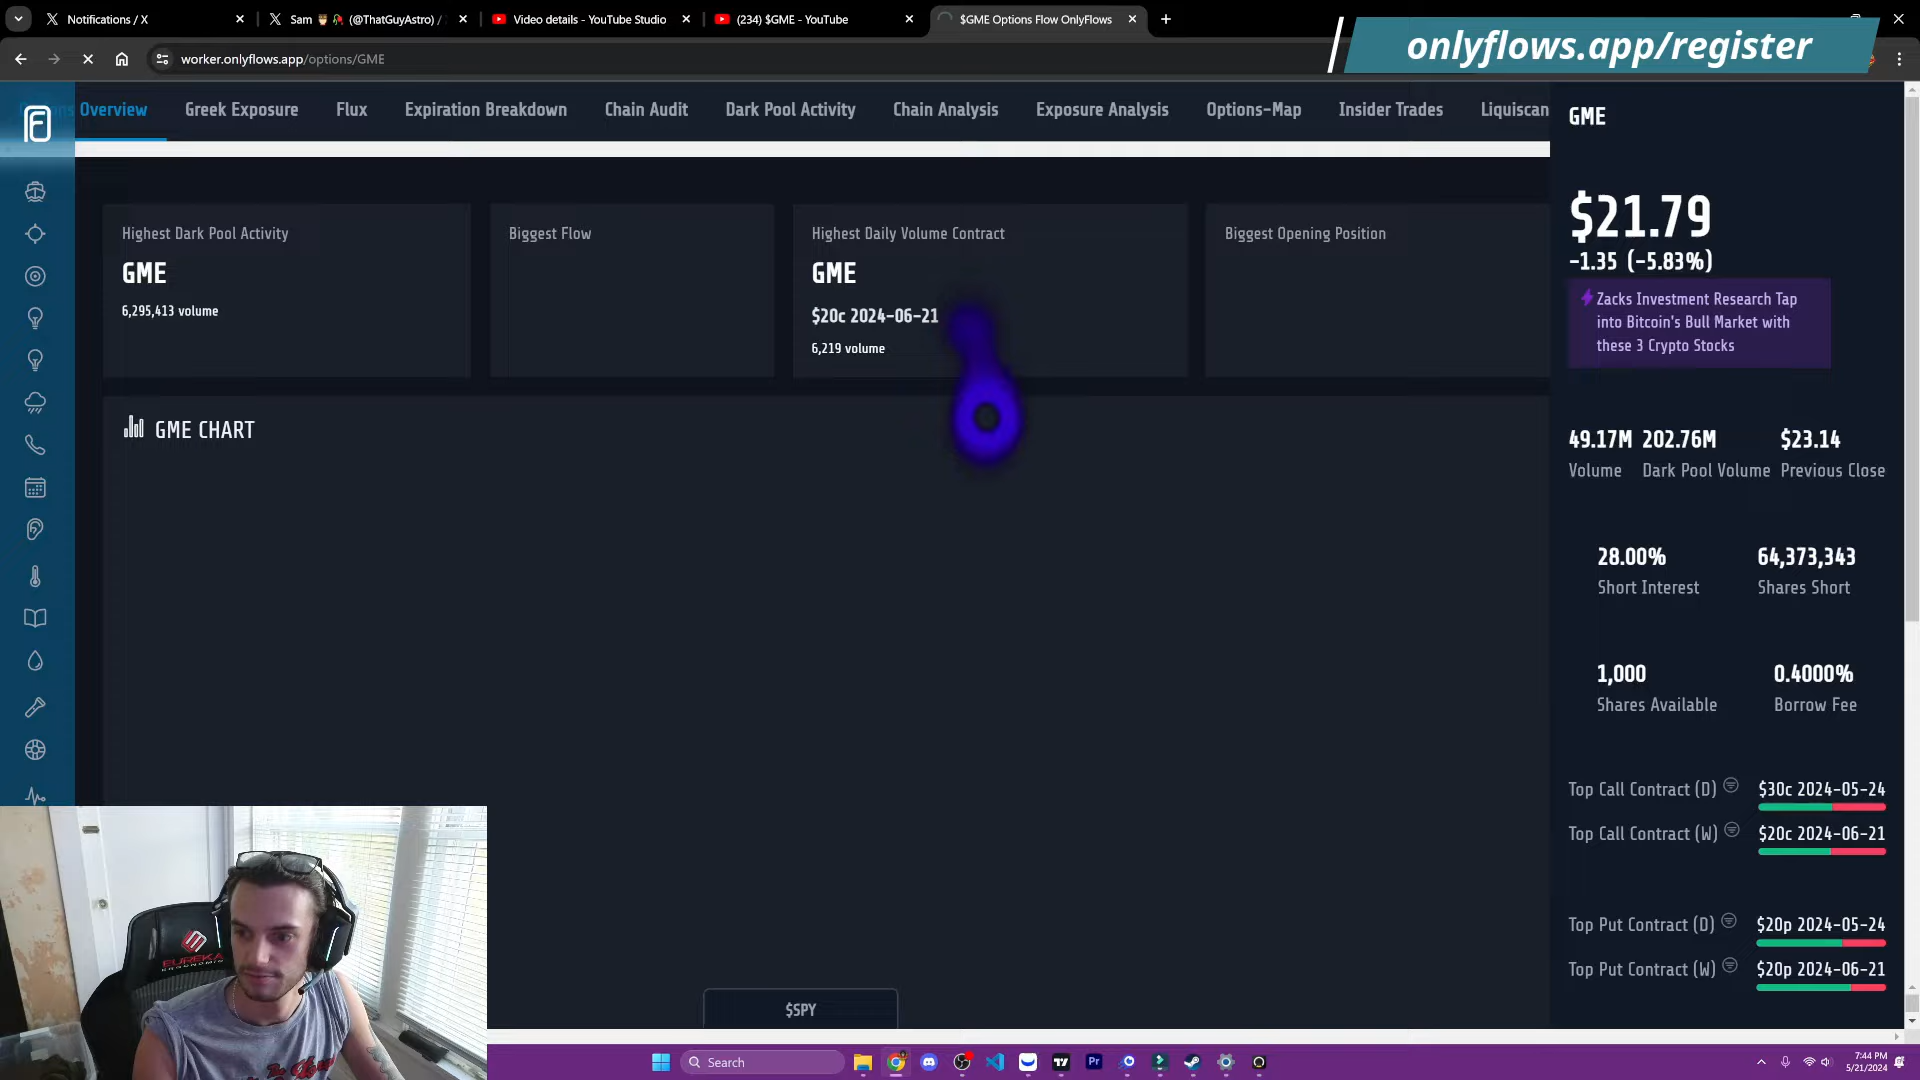 Notifications / X
Sam (@ThatGuyAstro) /
Video details - YouTube Studio
(234) $GME - YouTube
$GME Options Flow OnlyFlows
onlyflows.app/register
worker.onlyflows.app/options/GME
Overview
Greek Exposure
Flux
Expiration Breakdown
Chain Audit
Dark Pool Activity
Chain Analysis
Exposure Analysis
Options-Map
Insider Trades
Liquiscan
GME
$21.79
-1.35 (-5.83%)
Zacks Investment Research Tap
into Bitcoin's Bull Market with
these 3 Crypto Stocks
Highest Dark Pool Activity
GME
6,295,413 volume
Biggest Flow
Highest Daily Volume Contract
GME
$20c 2024-06-21
6,219 volume
Biggest Opening Position
GME CHART
49.17M 202.76M $23.14
Volume Dark Pool Volume Previous Close
28.00% 64,373,343
Short Interest Shares Short
1,000 0.4000%
Shares Available Borrow Fee
Top Call Contract (D) $30c 2024-05-24
Top Call Contract (W) $20c 2024-06-21
Top Put Contract (D) $20p 2024-05-24
Top Put Contract (W) $20p 2024-06-21
$SPY
EUREKA
ERGONOMIC
Search
7:44 PM
5/21/2024